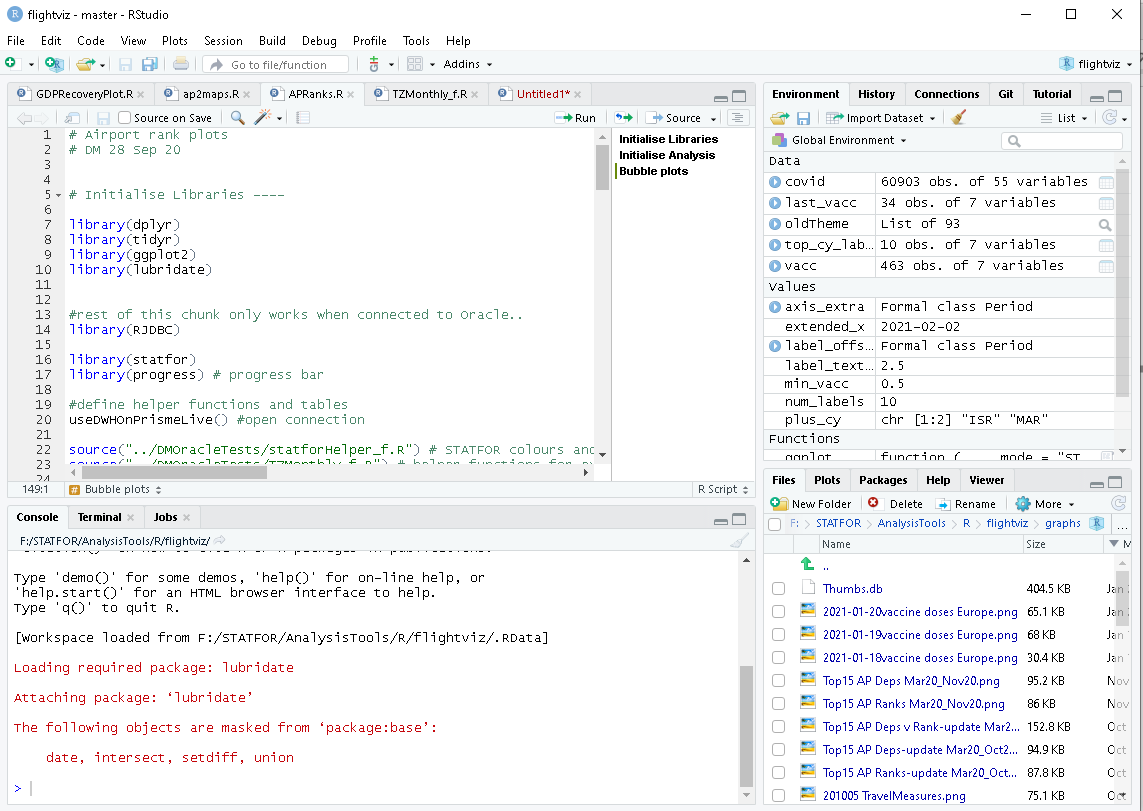 flightviz - master - RStudio
File Edit Code View Plots Session Build Debug Profile Tools Help
Go to file/function Addins flightviz
GDPRecoveryPlot.R ap2maps.R APRanks.R TZMonthly_f.R Untitled1*
Source on Save Run Source
1 # Airport rank plots
2 # DM 28 Sep 20
3
4
5 # Initialise Libraries ----
6
7 library(dplyr)
8 library(tidyr)
9 library(ggplot2)
10 library(lubridate)
11
12
13 #rest of this chunk only works when connected to Oracle..
14 library(RJDBC)
15
16 library(statfor)
17 library(progress) # progress bar
18
19 #define helper functions and tables
20 useDWHOnPrismeLive() #open connection
21
22 source("../DMOracleTests/statforHelper_f.R") # STATFOR colours and
23 source("../DMOracleTests/TZMonthly_f.R") # helper functions for
24
Initialise Libraries
Initialise Analysis
Bubble plots
149:1 Bubble plots R Script
Console Terminal Jobs
F:/STATFOR/AnalysisTools/R/flightviz/
Type 'demo()' for some demos, 'help()' for on-line help, or
'help.start()' for an HTML browser interface to help.
Type 'q()' to quit R.
[Workspace loaded from F:/STATFOR/AnalysisTools/R/flightviz/.RData]
Loading required package: lubridate
Attaching package: ‘lubridate’
The following objects are masked from ‘package:base’:
date, intersect, setdiff, union
>
Environment History Connections Git Tutorial
Import Dataset List
Global Environment
Data
covid 60903 obs. of 55 variables
last_vacc 34 obs. of 7 variables
oldTheme List of 93
top_cy_lab… 10 obs. of 7 variables
vacc 463 obs. of 7 variables
Values
axis_extra Formal class Period
extended_x 2021-02-02
label_offs… Formal class Period
label_text… 2.5
min_vacc 0.5
num_labels 10
plus_cy chr [1:2] "ISR" "MAR"
Functions
ggplot function ( mode = "ST
Files Plots Packages Help Viewer
New Folder Delete Rename More
F: STATFOR AnalysisTools R flightviz graphs R ...
Name Size M
..
Thumbs.db 404.5 KB Jan
2021-01-20vaccine doses Europe.png 65.1 KB Jan
2021-01-19vaccine doses Europe.png 68 KB Jan
2021-01-18vaccine doses Europe.png 30.4 KB Jan
Top15 AP Deps Mar20_Nov20.png 95.2 KB Nov
Top15 AP Ranks Mar20_Nov20.png 86 KB Nov
Top15 AP Deps v Rank-update Mar2... 152.8 KB Oct
Top15 AP Deps-update Mar20_Oct2... 94.9 KB Oct
Top15 AP Ranks-update Mar20_Oct... 87.8 KB Oct
201005 TravelMeasures.png 75.1 KB Oct